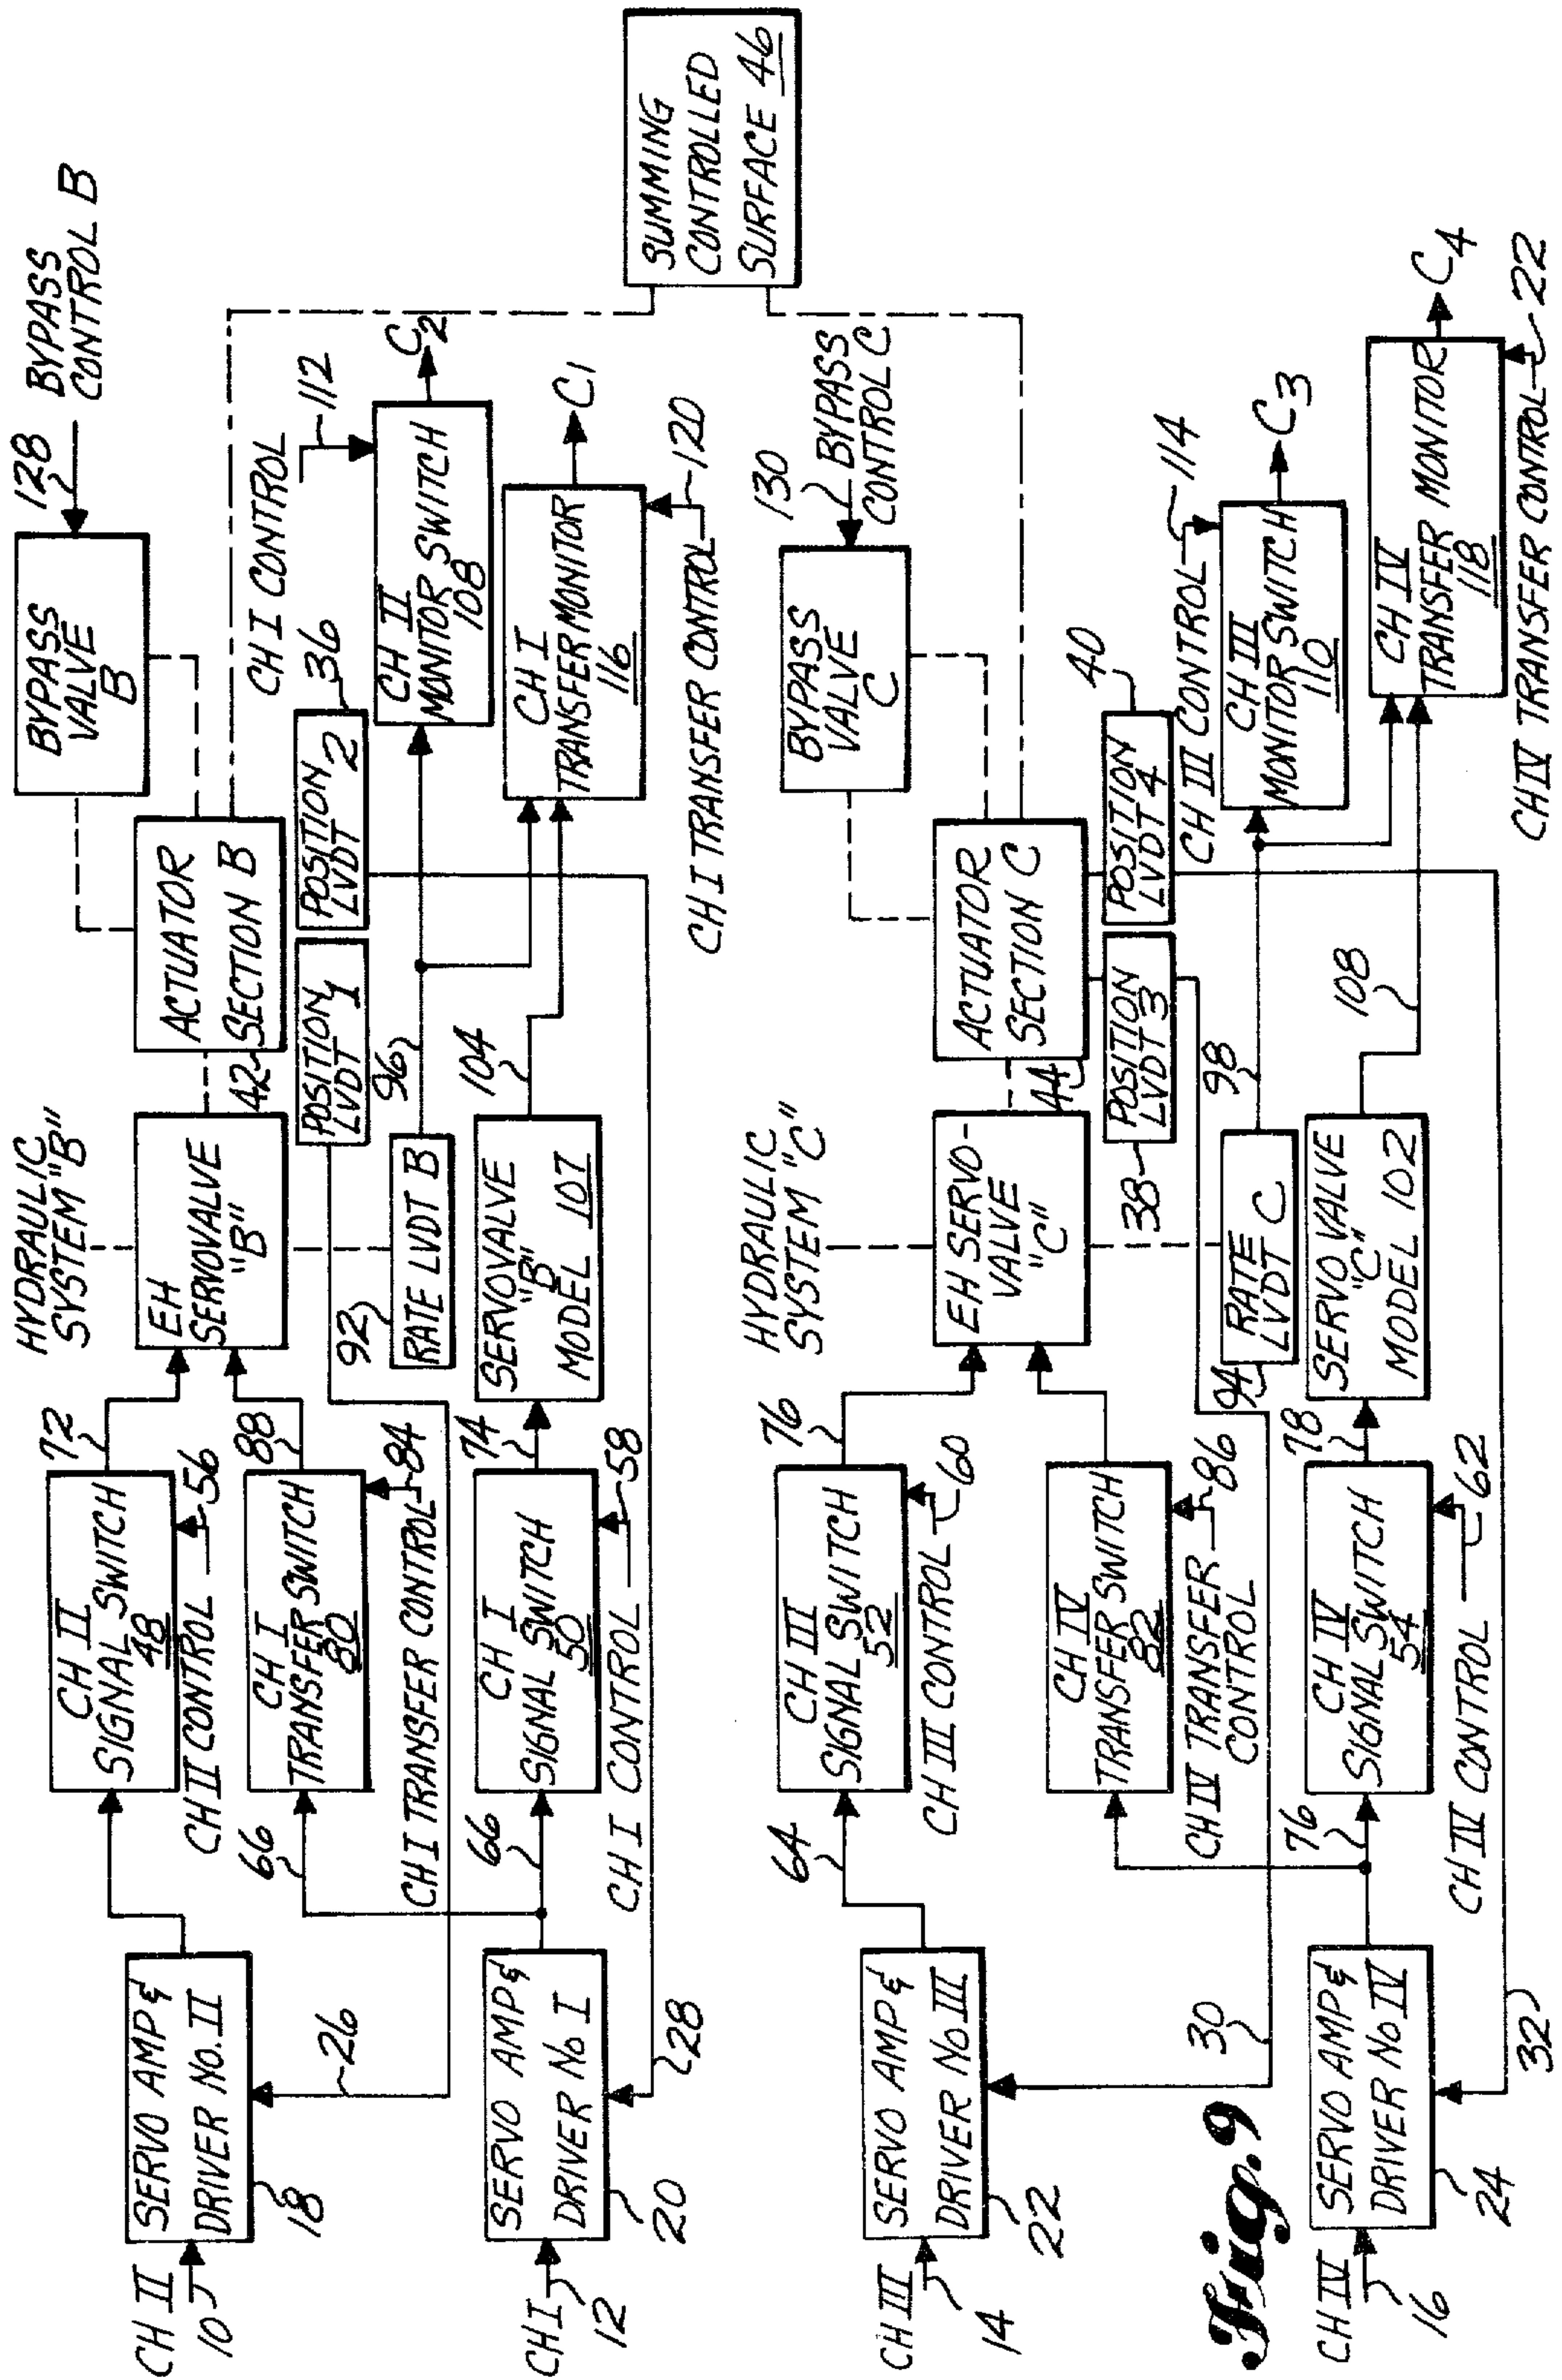 CH II
10
SERVO AMP &
DRIVER No. II
18
26
CH II
SIGNAL SWITCH
48
CH II CONTROL
56
72
66
CH I
TRANSFER SWITCH
80
CH I TRANSFER CONTROL
84
88
HYDRAULIC
SYSTEM "B"
EH
SERVOVALVE
"B"
42
ACTUATOR
SECTION B
BYPASS
VALVE
B
128
BYPASS
CONTROL B
CH I
12
SERVO AMP &
DRIVER No I
20
28
66
CH I
SIGNAL SWITCH
50
CH I CONTROL
58
74
92
RATE LVDT B
96
SERVOVALVE
"B"
MODEL 107
104
POSITION
LVDT 1
POSITION
LVDT 2
36
CH I CONTROL
112
CH II
MONITOR SWITCH
108
C2
CH I
TRANSFER MONITOR
116
C1
CH I TRANSFER CONTROL
120
SUMMING
CONTROLLED
SURFACE 46
CH III
14
SERVO AMP &
DRIVER No III
22
30
64
CH III
SIGNAL SWITCH
52
CH III CONTROL
60
76
CH IV
TRANSFER SWITCH
82
CH IV TRANSFER
CONTROL
86
HYDRAULIC
SYSTEM "C"
EH SERVO-
VALVE
"C"
44
ACTUATOR
SECTION C
BYPASS
VALVE
C
130
BYPASS
CONTROL C
38
POSITION
LVDT 3
POSITION
LVDT 4
40
CH IV
16
SERVO AMP &
DRIVER No IV
24
32
76
CH IV
SIGNAL SWITCH
54
CH IV CONTROL
62
78
94
RATE
LVDT C
98
SERVO VALVE
"C"
MODEL 102
108
CH III CONTROL
114
CH III
MONITOR SWITCH
110
C3
CH IV
TRANSFER MONITOR
118
C4
CH IV TRANSFER CONTROL
22
Fig. 9